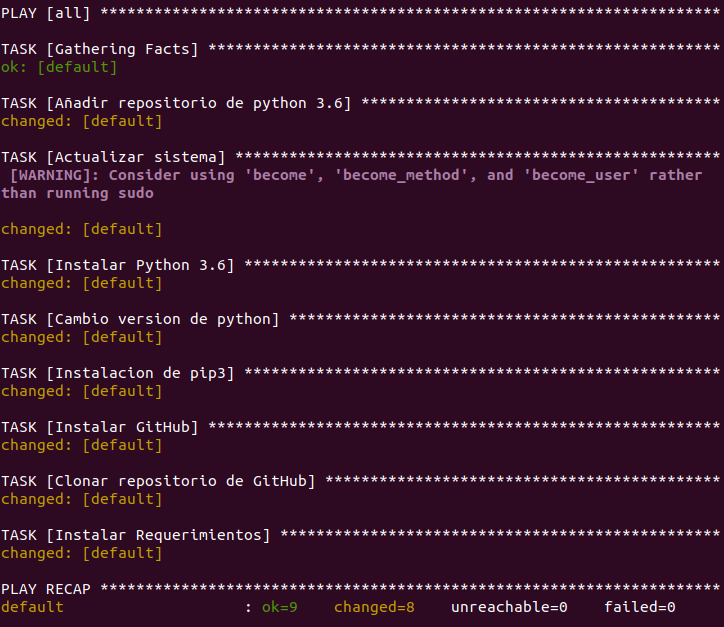 PLAY [all] *********************************************************************
TASK [Gathering Facts] *********************************************************
ok: [default]
TASK [Añadir repositorio de python 3.6] ****************************************
changed: [default]
TASK [Actualizar sistema] ******************************************************
[WARNING]: Consider using 'become', 'become_method', and 'become_user' rather
than running sudo
changed: [default]
TASK [Instalar Python 3.6] *****************************************************
changed: [default]
TASK [Cambio version de python] ************************************************
changed: [default]
TASK [Instalacion de pip3] *****************************************************
changed: [default]
TASK [Instalar GitHub] *********************************************************
changed: [default]
TASK [Clonar repositorio de GitHub] ********************************************
changed: [default]
TASK [Instalar Requerimientos] *************************************************
changed: [default]
PLAY RECAP *********************************************************************
default                    : ok=9    changed=8    unreachable=0    failed=0